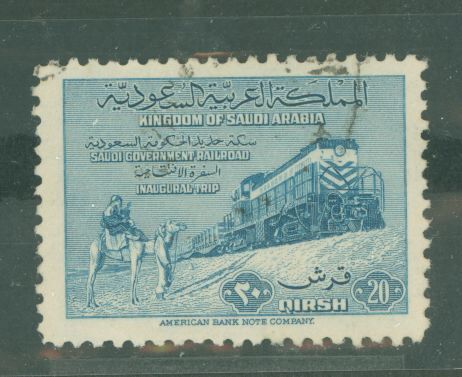 المملكة العربية السعودية
KINGDOM OF SAUDI ARABIA
سكة حديد الحكومة السعودية
SAUDI GOVERNMENT RAILROAD
السفرة الافتتاحية
INAUGURAL TRIP
٢٠ قرش 20
QIRSH
AMERICAN BANK NOTE COMPANY.